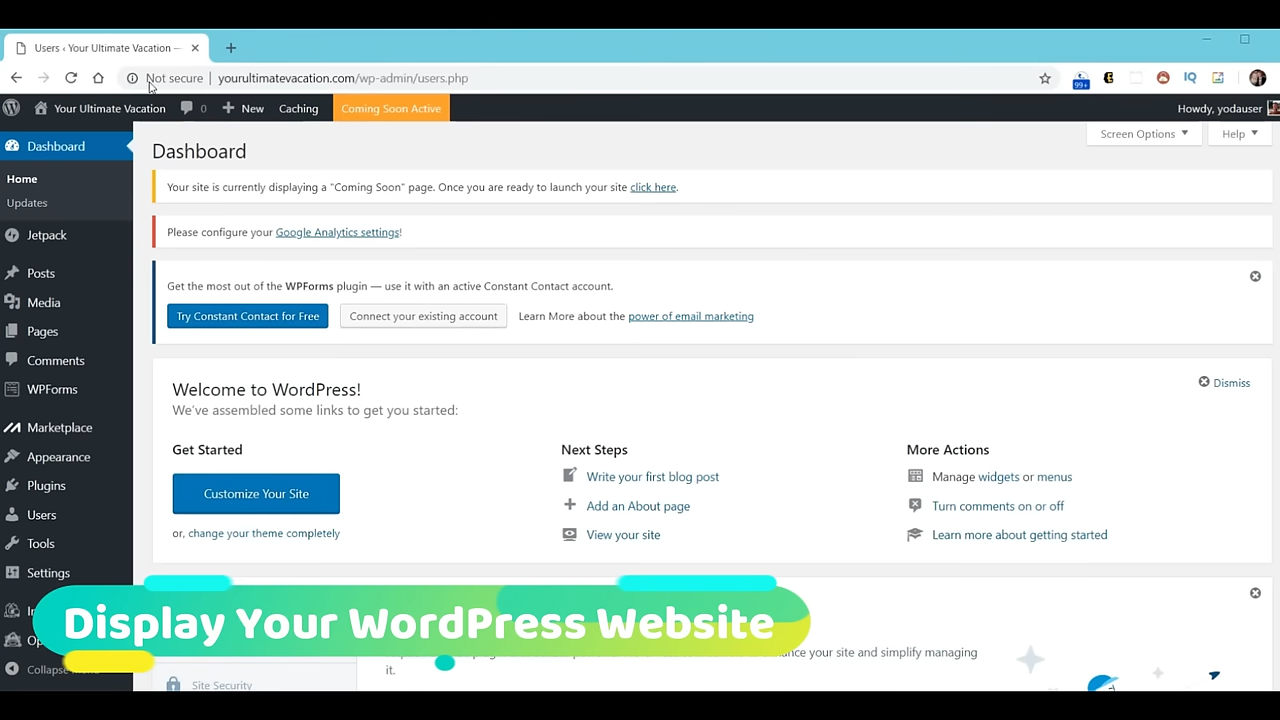 Users ‹ Your Ultimate Vacation —
Not secure | yourultimatevacation.com/wp-admin/users.php
99+
IQ
Your Ultimate Vacation 0 New Caching Coming Soon Active Howdy, yodauser
Screen Options Help
Dashboard
Home
Updates
Jetpack
Posts
Media
Pages
Comments
WPForms
Marketplace
Appearance
Plugins
Users
Tools
Settings
Collapse
Dashboard
Your site is currently displaying a "Coming Soon" page. Once you are ready to launch your site click here.
Please configure your Google Analytics settings!
Get the most out of the WPForms plugin — use it with an active Constant Contact account.
Try Constant Contact for Free Connect your existing account Learn More about the power of email marketing
Welcome to WordPress!
Dismiss
We've assembled some links to get you started:
Get Started
Customize Your Site
or, change your theme completely
Next Steps
Write your first blog post
Add an About page
View your site
More Actions
Manage widgets or menus
Turn comments on or off
Learn more about getting started
Display Your WordPress Website
your site and simplify managing
it.
Site Security